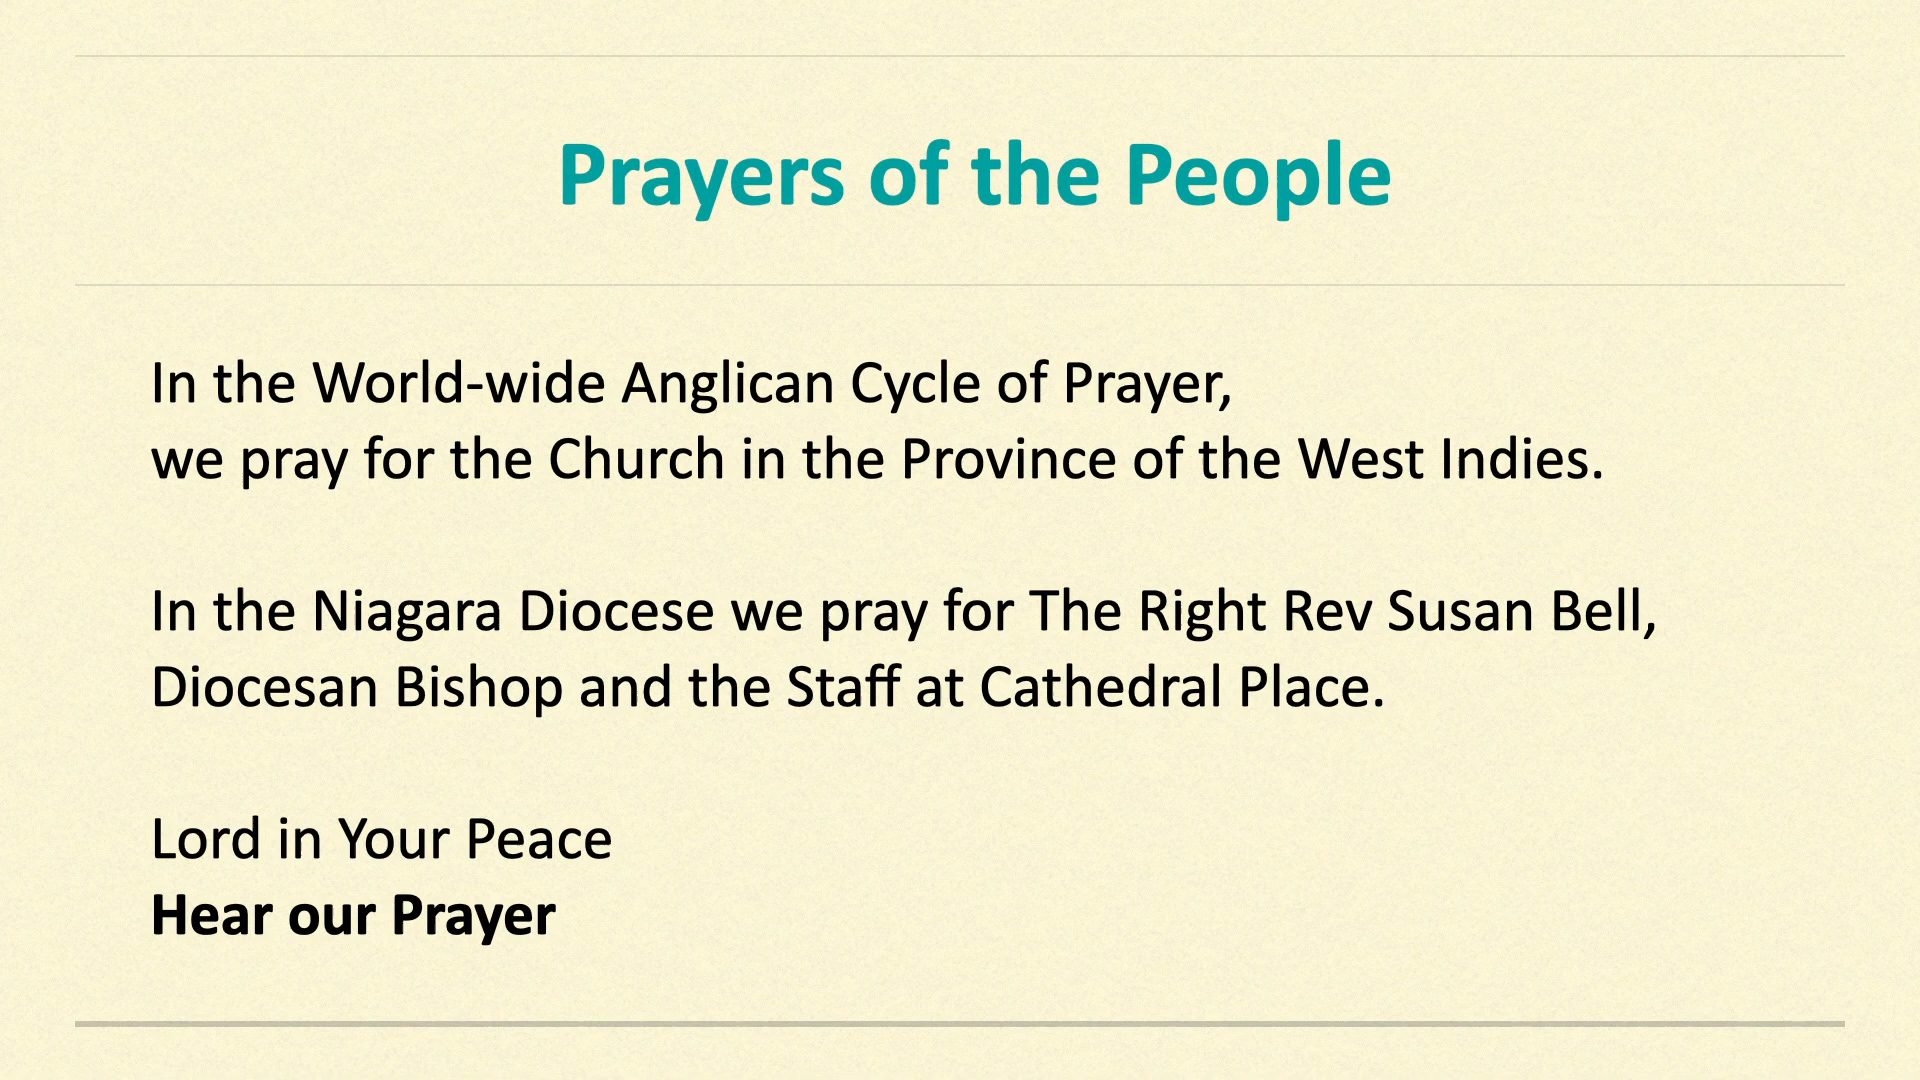 Prayers of the People
In the World-wide Anglican Cycle of Prayer,
we pray for the Church in the Province of the West Indies.
In the Niagara Diocese we pray for The Right Rev Susan Bell,
Diocesan Bishop and the Staff at Cathedral Place.
Lord in Your Peace
Hear our Prayer